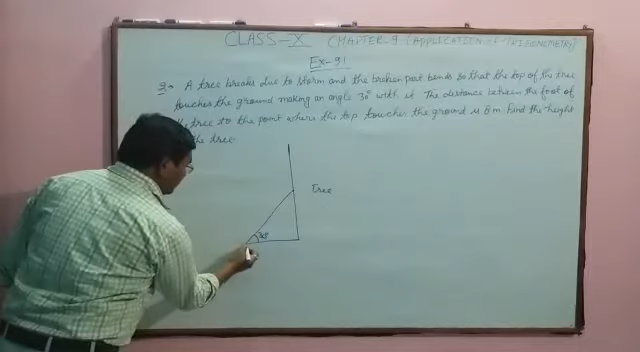 CLASS-X CHAPTER 9 (APPLICATION of TRIGONOMETRY)
Ex-9.1
2 → A tree breaks due to storm and the broken part bends so that the top of the tree
touches the ground making an angle 30° with it. The distance between the foot of
the tree to the point where the top touches the ground is 8 m. Find the height
the tree.
Tree
30°